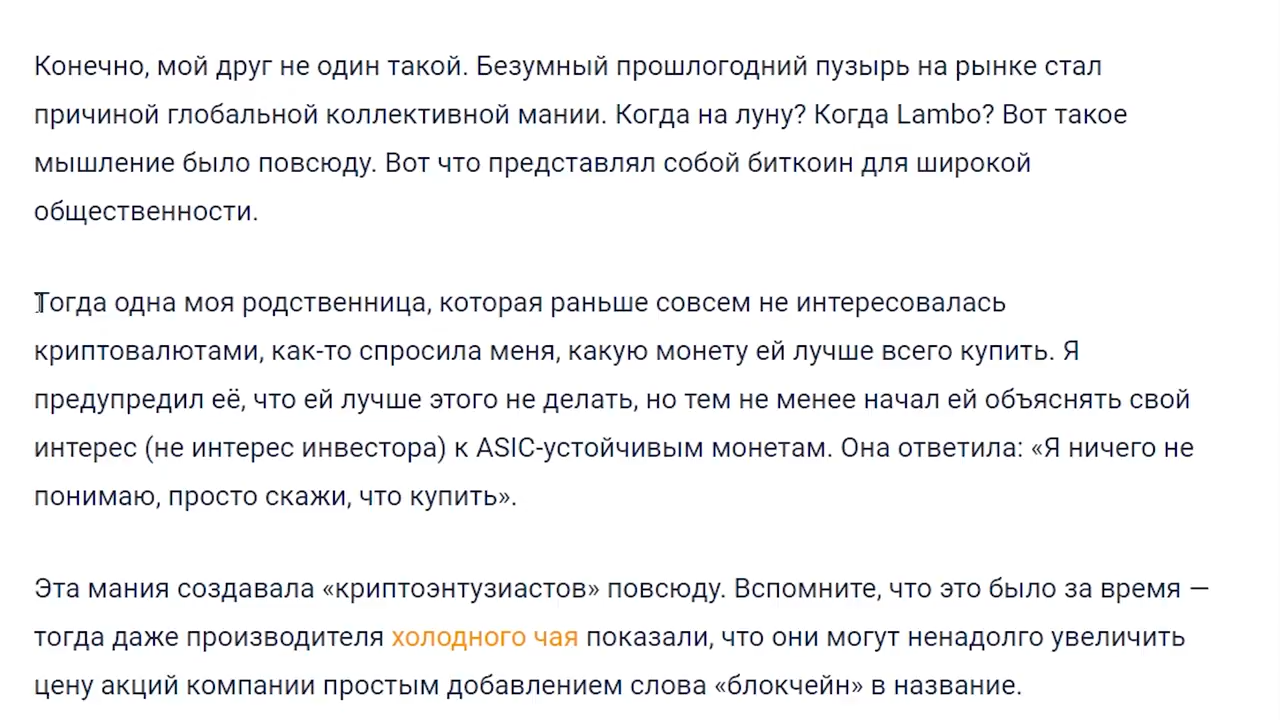 Конечно, мой друг не один такой. Безумный прошлогодний пузырь на рынке стал
причиной глобальной коллективной мании. Когда на луну? Когда Lambo? Вот такое
мышление было повсюду. Вот что представлял собой биткоин для широкой
общественности.
Тогда одна моя родственница, которая раньше совсем не интересовалась
криптовалютами, как-то спросила меня, какую монету ей лучше всего купить. Я
предупредил её, что ей лучше этого не делать, но тем не менее начал ей объяснять свой
интерес (не интерес инвестора) к ASIC-устойчивым монетам. Она ответила: «Я ничего не
понимаю, просто скажи, что купить».
Эта мания создавала «криптоэнтузиастов» повсюду. Вспомните, что это было за время —
тогда даже производителя холодного чая показали, что они могут ненадолго увеличить
цену акций компании простым добавлением слова «блокчейн» в название.